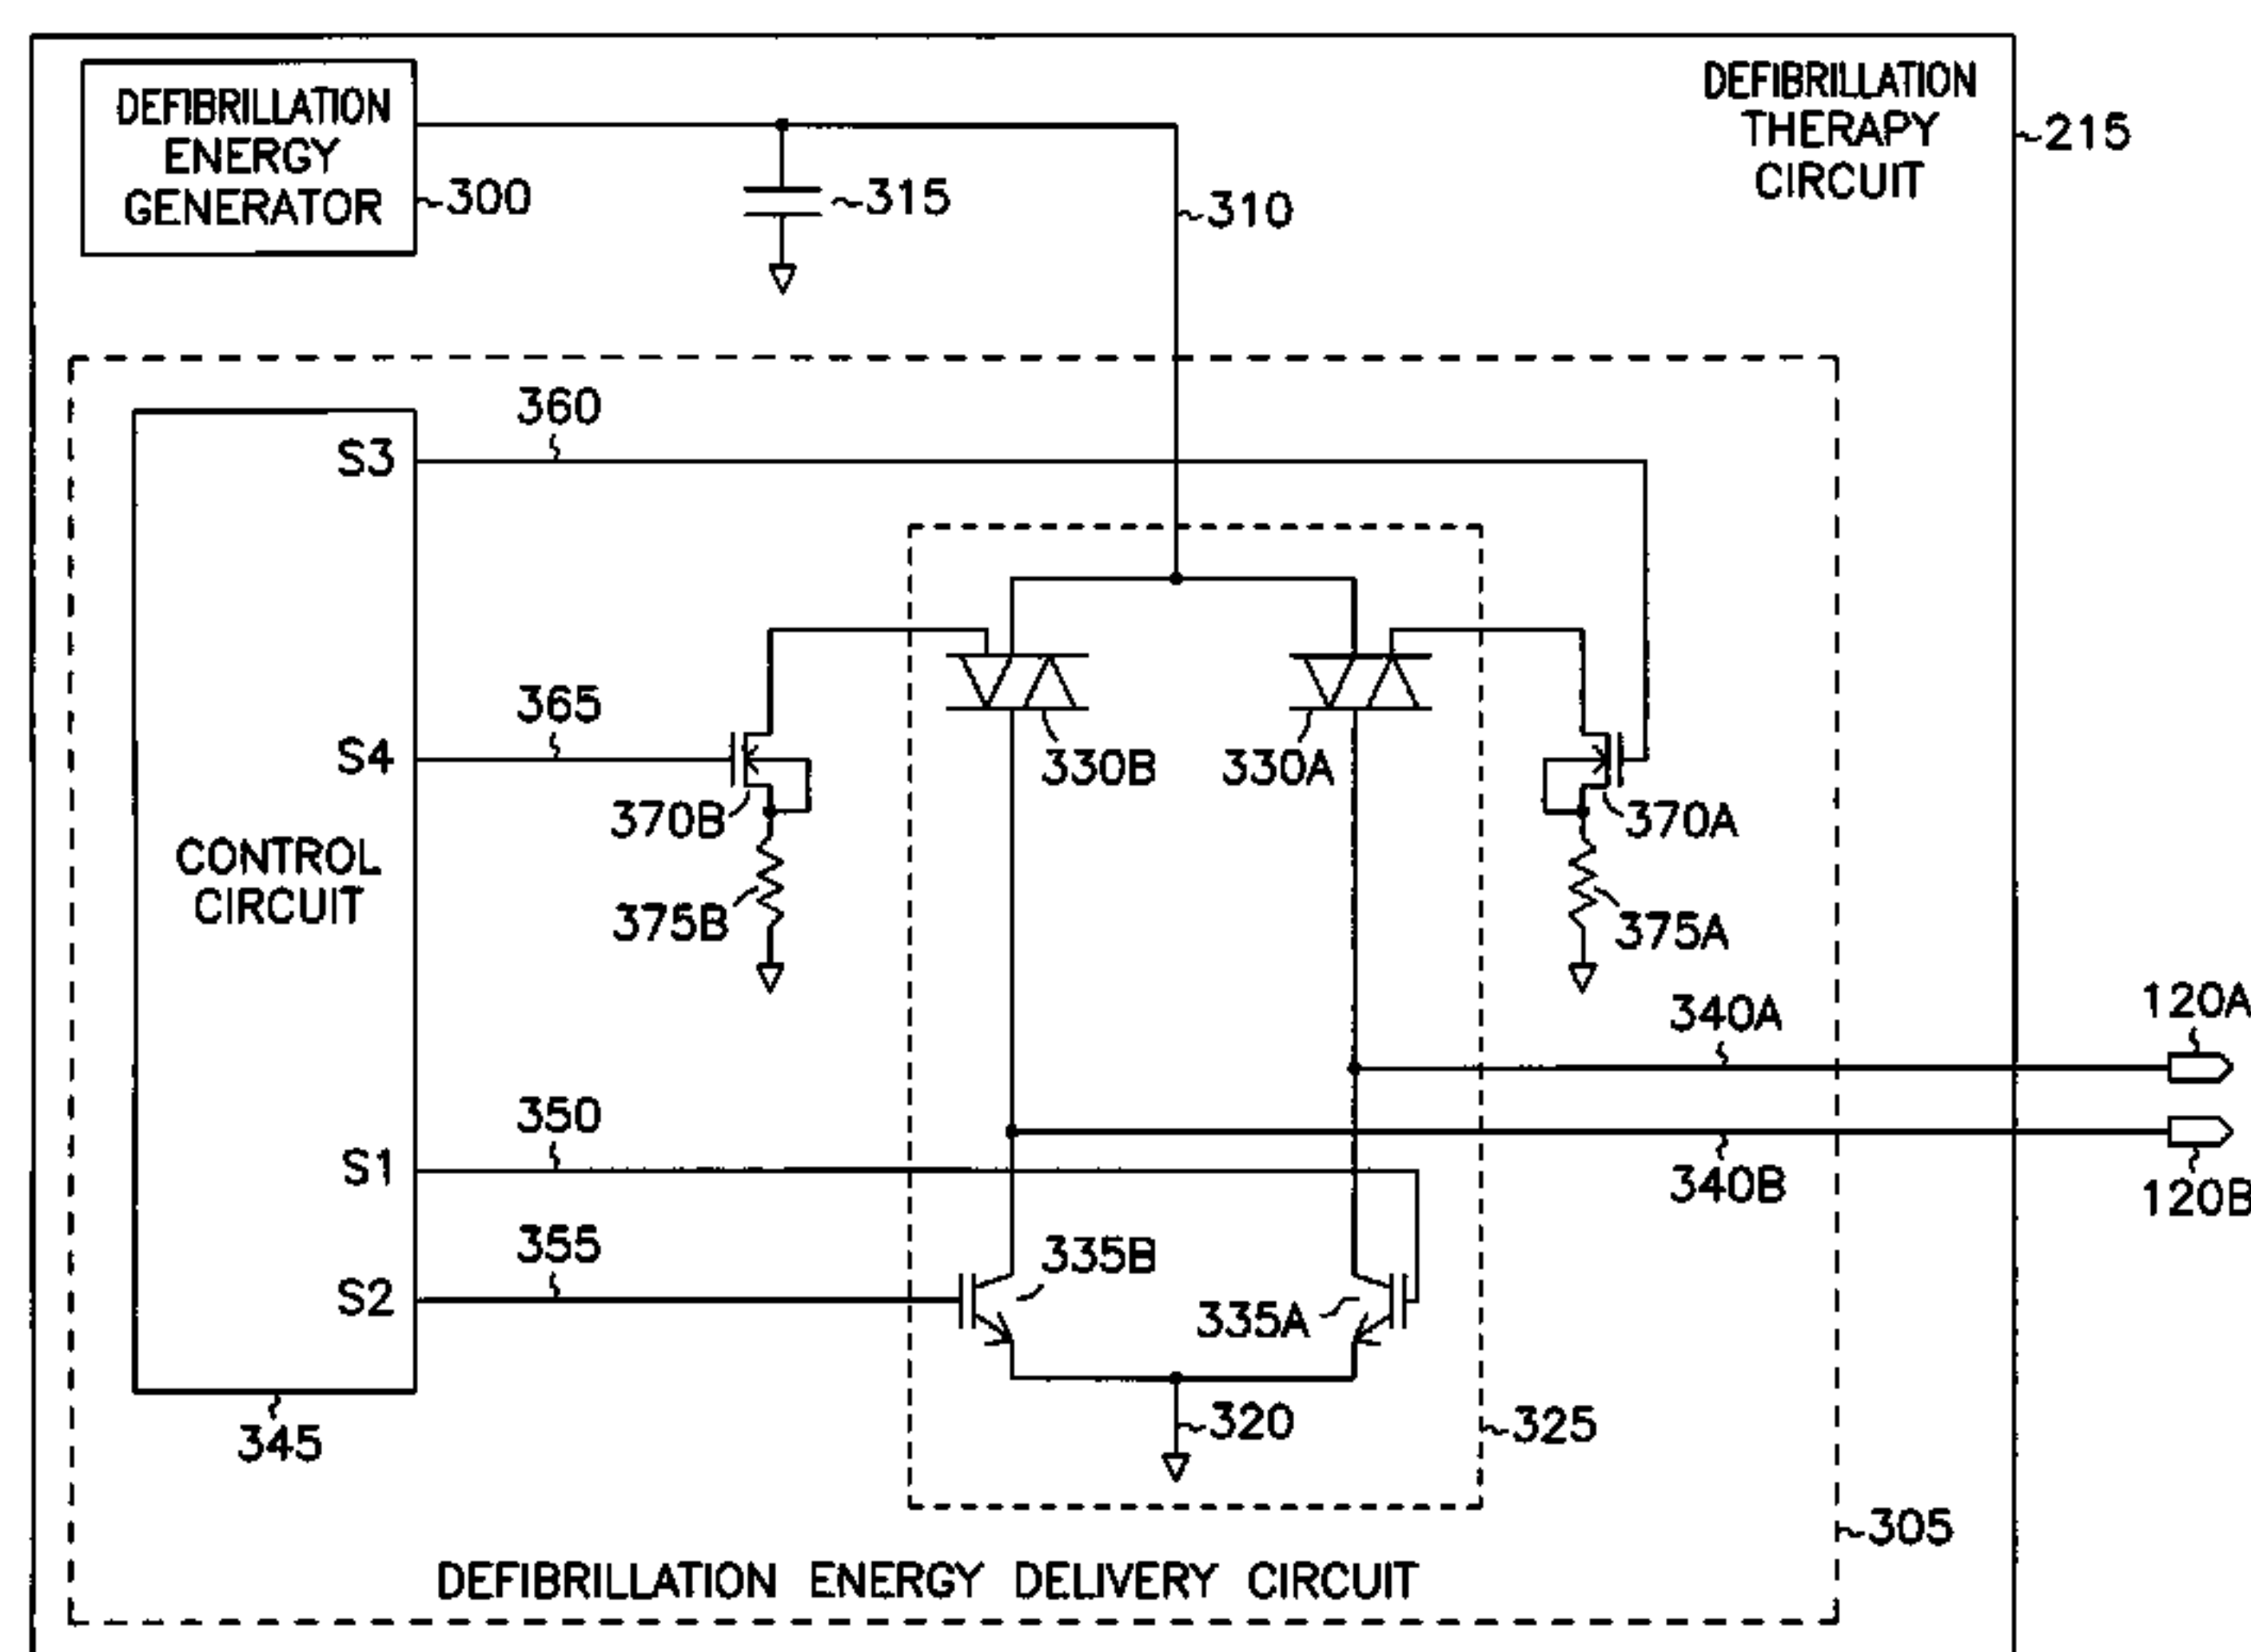 DEFIBRILLATION
ENERGY
GENERATOR
300
315
310
DEFIBRILLATION
THERAPY
CIRCUIT
215
360
S3
365
S4
370B
330B
330A
370A
CONTROL
CIRCUIT
375B
375A
340A
120A
350
S1
340B
120B
355
S2
335B
335A
345
320
325
305
DEFIBRILLATION ENERGY DELIVERY CIRCUIT